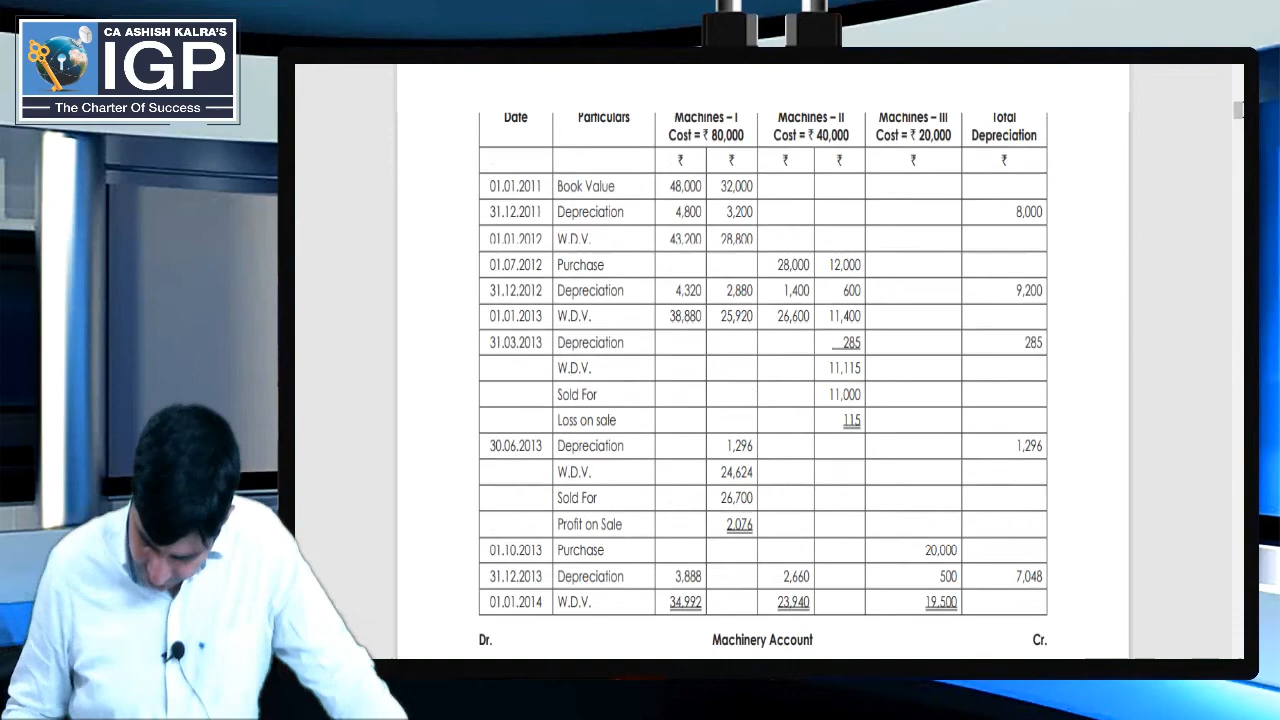 CA ASHISH KALRA'S
IGP
The Charter Of Success
Date Particulars Machines – I Machines – II Machines – III Total
Cost = ₹ 80,000 Cost = ₹ 40,000 Cost = ₹ 20,000 Depreciation
₹ ₹ ₹ ₹ ₹ ₹
01.01.2011 Book Value 48,000 32,000
31.12.2011 Depreciation 4,800 3,200 8,000
01.01.2012 W.D.V. 43,200 28,800
01.07.2012 Purchase 28,000 12,000
31.12.2012 Depreciation 4,320 2,880 1,400 600 9,200
01.01.2013 W.D.V. 38,880 25,920 26,600 11,400
31.03.2013 Depreciation 285 285
W.D.V. 11,115
Sold For 11,000
Loss on sale 115
30.06.2013 Depreciation 1,296 1,296
W.D.V. 24,624
Sold For 26,700
Profit on Sale 2,076
01.10.2013 Purchase 20,000
31.12.2013 Depreciation 3,888 2,660 500 7,048
01.01.2014 W.D.V. 34,992 23,940 19,500
Dr. Machinery Account Cr.